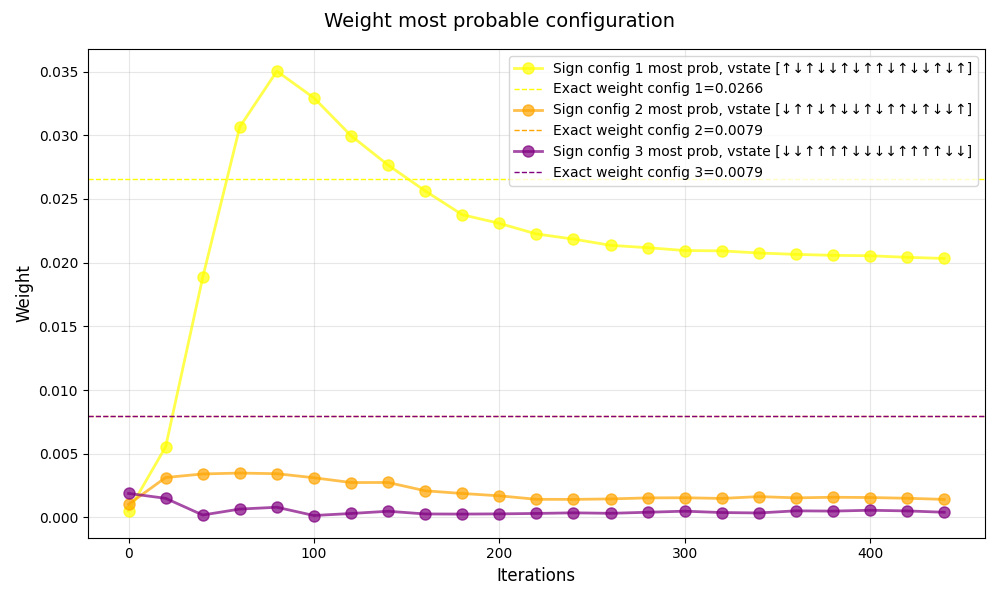 Weight most probable configuration
Sign config 1 most prob, vstate [↑↓↑↓↓↑↓↑↑↓↑↓↓↑↓↑]
Exact weight config 1=0.0266
Sign config 2 most prob, vstate [↓↑↑↓↑↓↓↑↓↑↑↓↑↓↓↑]
Exact weight config 2=0.0079
Sign config 3 most prob, vstate [↓↓↑↑↑↑↓↓↓↓↑↑↑↑↓↓]
Exact weight config 3=0.0079
Weight
0.035
0.030
0.025
0.020
0.015
0.010
0.005
0.000
0 100 200 300 400
Iterations